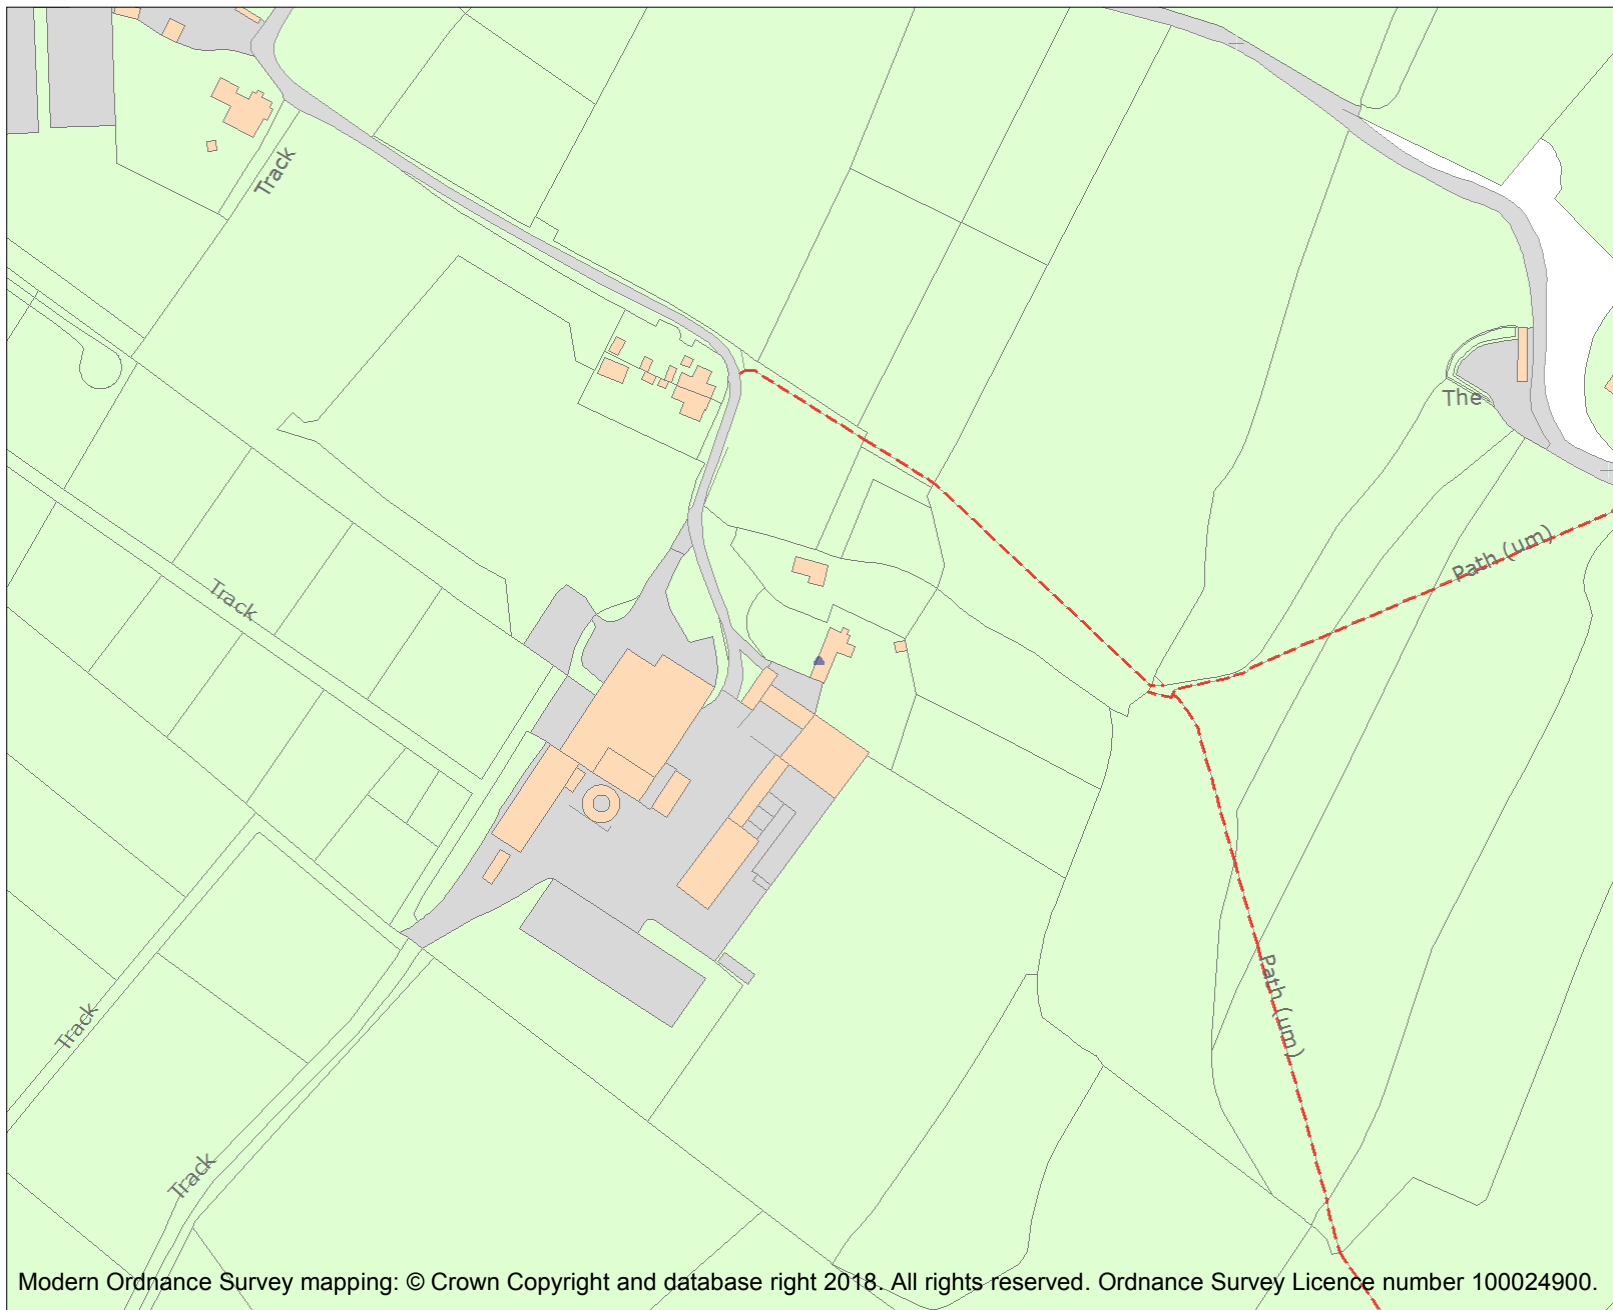 Track
The
Path (um)
Track
Path (um)
Track
Track
Modern Ordnance Survey mapping: © Crown Copyright and database right 2018. All rights reserved. Ordnance Survey Licence number 100024900.